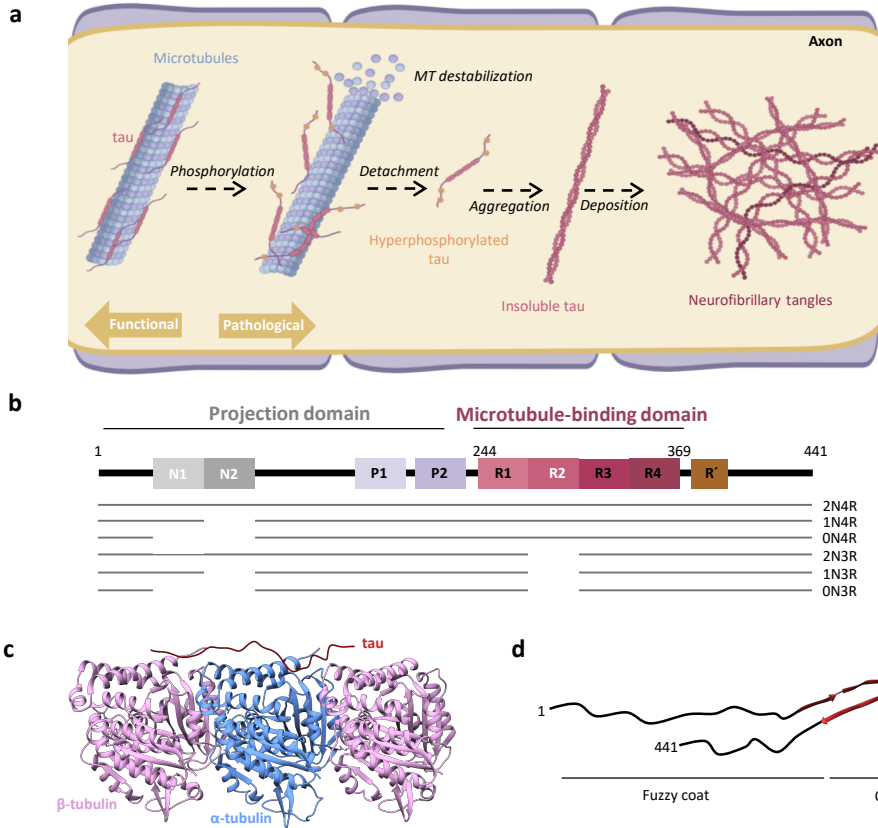 a
Axon
Microtubules
MT destabilization
tau
Phosphorylation
Detachment
Aggregation
Deposition
Hyperphosphorylated
tau
Insoluble tau
Neurofibrillary tangles
Functional
Pathological
b
Projection domain
Microtubule-binding domain
1
244
369
441
N1
N2
P1
P2
R1
R2
R3
R4
R´
2N4R
1N4R
0N4R
2N3R
1N3R
0N3R
c
tau
β-tubulin
α-tubulin
d
1
441
Fuzzy coat